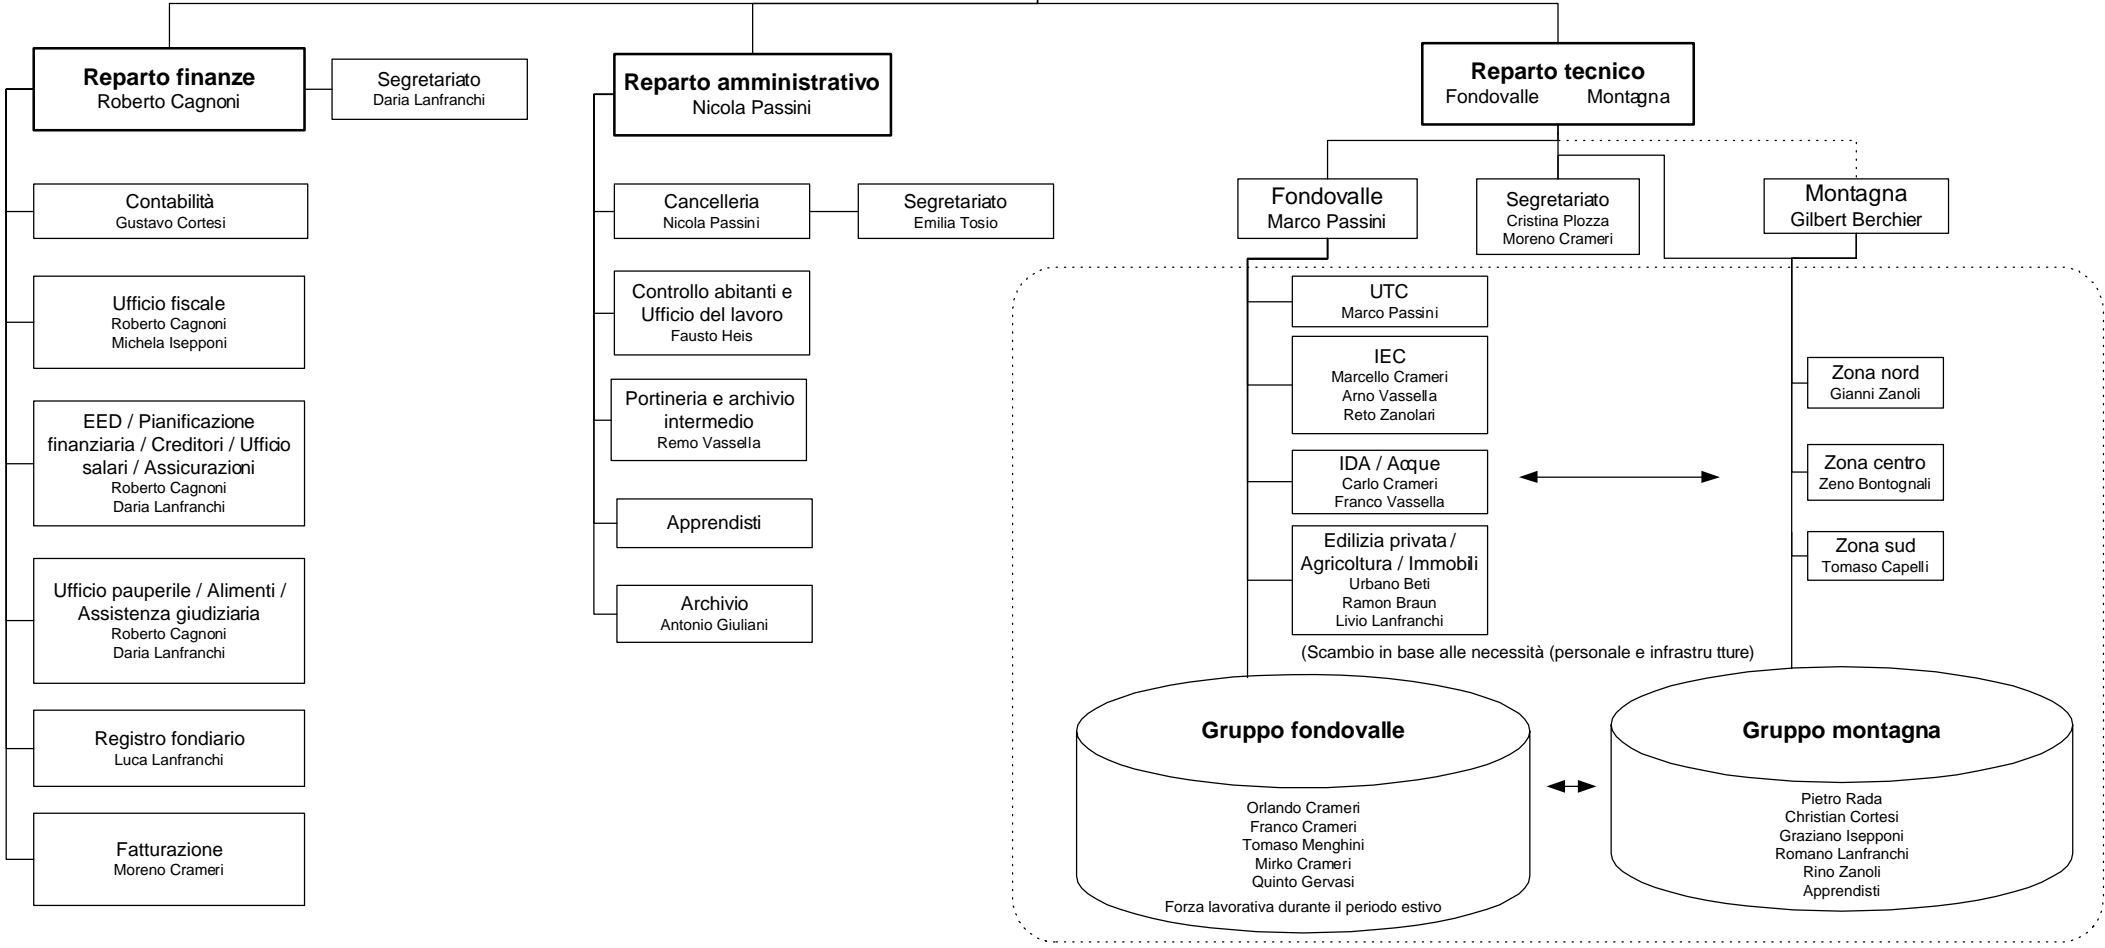 Reparto finanze
Roberto Cagnoni
Segretariato
Daria Lanfranchi
Contabilità
Gustavo Cortesi
Ufficio fiscale
Roberto Cagnoni
Michela Isepponi
EED / Pianificazione
finanziaria / Creditori / Ufficio
salari / Assicurazioni
Roberto Cagnoni
Daria Lanfranchi
Ufficio pauperile / Alimenti /
Assistenza giudiziaria
Roberto Cagnoni
Daria Lanfranchi
Registro fondiario
Luca Lanfranchi
Fatturazione
Moreno Crameri
Reparto amministrativo
Nicola Passini
Cancelleria
Nicola Passini
Segretariato
Emilia Tosio
Controllo abitanti e
Ufficio del lavoro
Fausto Heis
Portineria e archivio
intermedio
Remo Vassella
Apprendisti
Archivio
Antonio Giuliani
Reparto tecnico
Fondovalle Montagna
Fondovalle
Marco Passini
Segretariato
Cristina Plozza
Moreno Crameri
Montagna
Gilbert Berchier
UTC
Marco Passini
IEC
Marcello Crameri
Arno Vassella
Reto Zanolari
IDA / Acque
Carlo Crameri
Franco Vassella
Edilizia privata /
Agricoltura / Immobili
Urbano Beti
Ramon Braun
Livio Lanfranchi
Zona nord
Gianni Zanoli
Zona centro
Zeno Bontognali
Zona sud
Tomaso Capelli
(Scambio in base alle necessità (personale e infrastru tture)
Gruppo fondovalle
Orlando Crameri
Franco Crameri
Tomaso Menghini
Mirko Crameri
Quinto Gervasi
Forza lavorativa durante il periodo estivo
Gruppo montagna
Pietro Rada
Christian Cortesi
Graziano Isepponi
Romano Lanfranchi
Rino Zanoli
Apprendisti